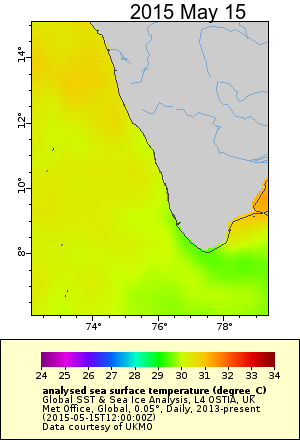 2015 May 15
14°
12°
10°
8°
74°
76°
78°
24 25 26 27 28 29 30 31 32 33 34
analysed sea surface temperature (degree_C)
Global SST & Sea Ice Analysis, L4 OSTIA, UK
Met Office, Global, 0.05°, Daily, 2013-present
(2015-05-15T12:00:00Z)
Data courtesy of UKMO